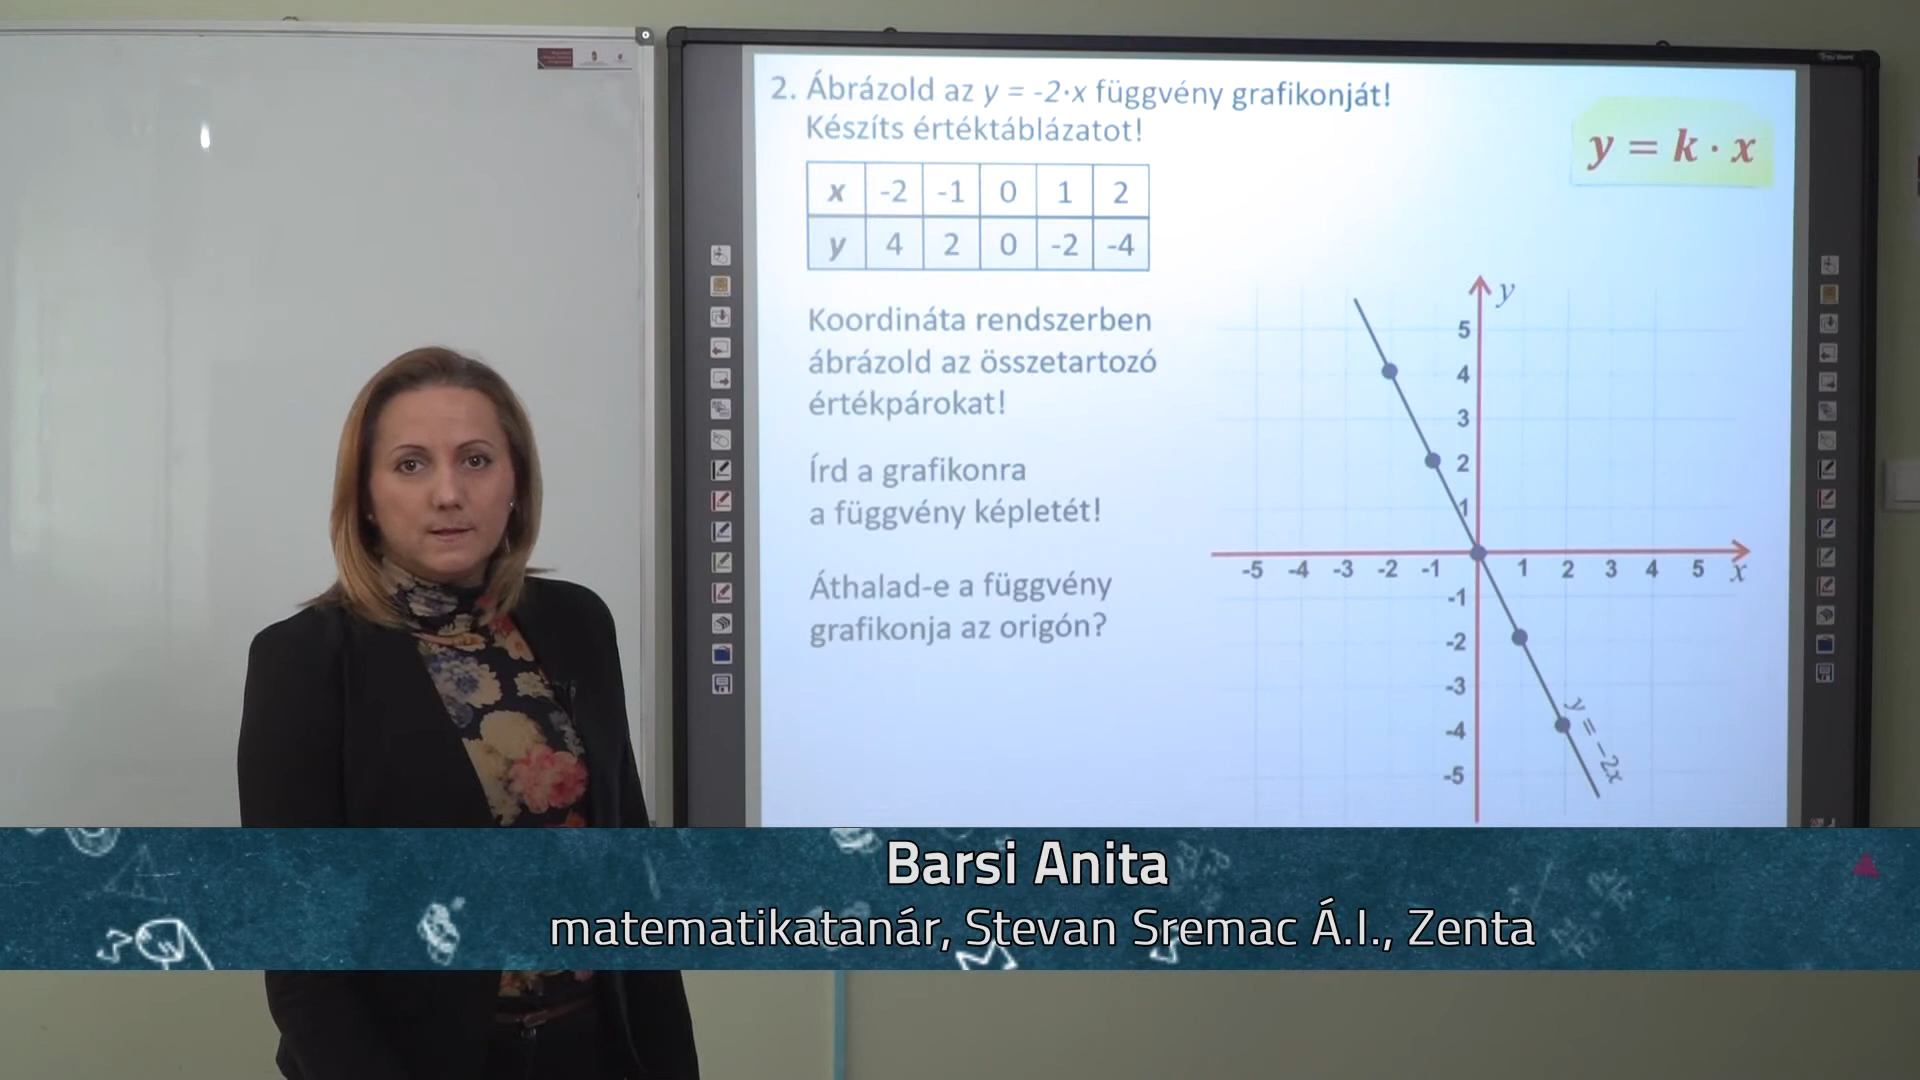 2. Ábrázold az y = -2·x függvény grafikonját!
Készíts értéktáblázatot!
y = k · x
x -2 -1 0 1 2
y 4 2 0 -2 -4
Koordináta rendszerben
ábrázold az összetartozó
értékpárokat!
Írd a grafikonra
a függvény képletét!
Áthalad-e a függvény
grafikonja az origón?
y
5
4
3
2
1
-5 -4 -3 -2 -1 1 2 3 4 5 x
-1
-2
-3
-4
-5
y = -2x
Barsi Anita
matematikatanár, Stevan Sremac Á.I., Zenta